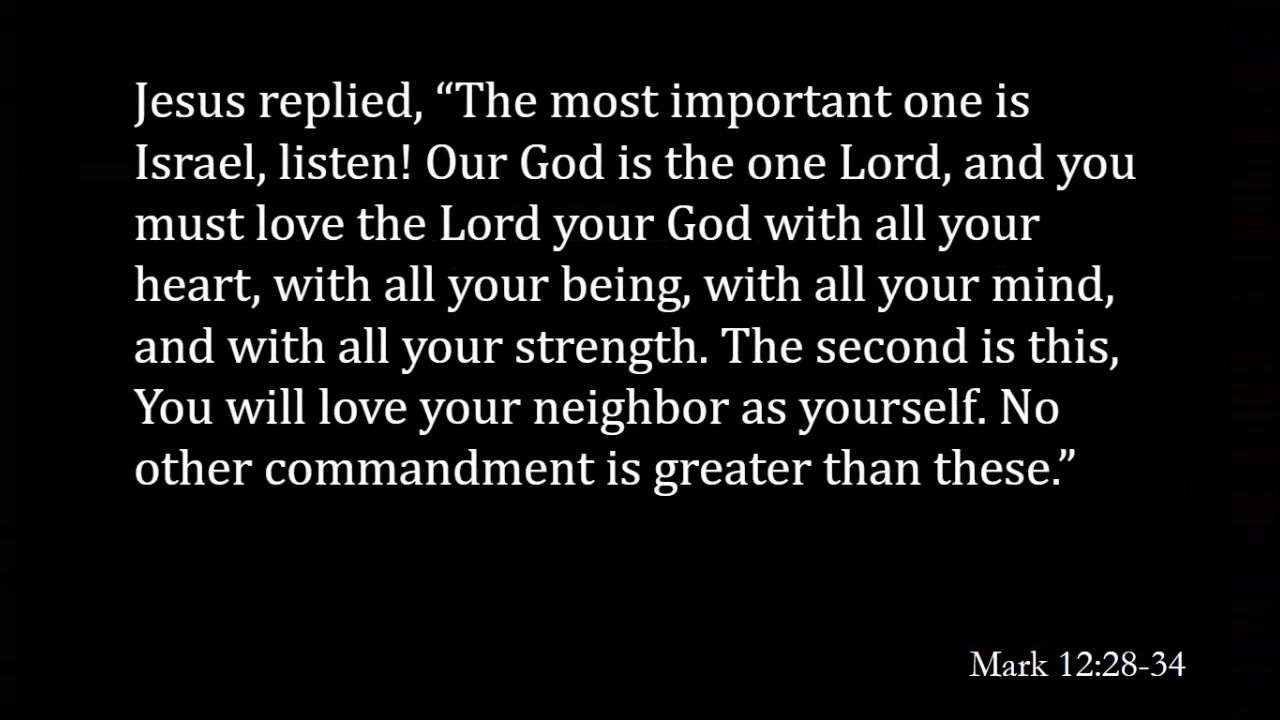 Jesus replied, “The most important one is
Israel, listen! Our God is the one Lord, and you
must love the Lord your God with all your
heart, with all your being, with all your mind,
and with all your strength. The second is this,
You will love your neighbor as yourself. No
other commandment is greater than these.”
Mark 12:28-34